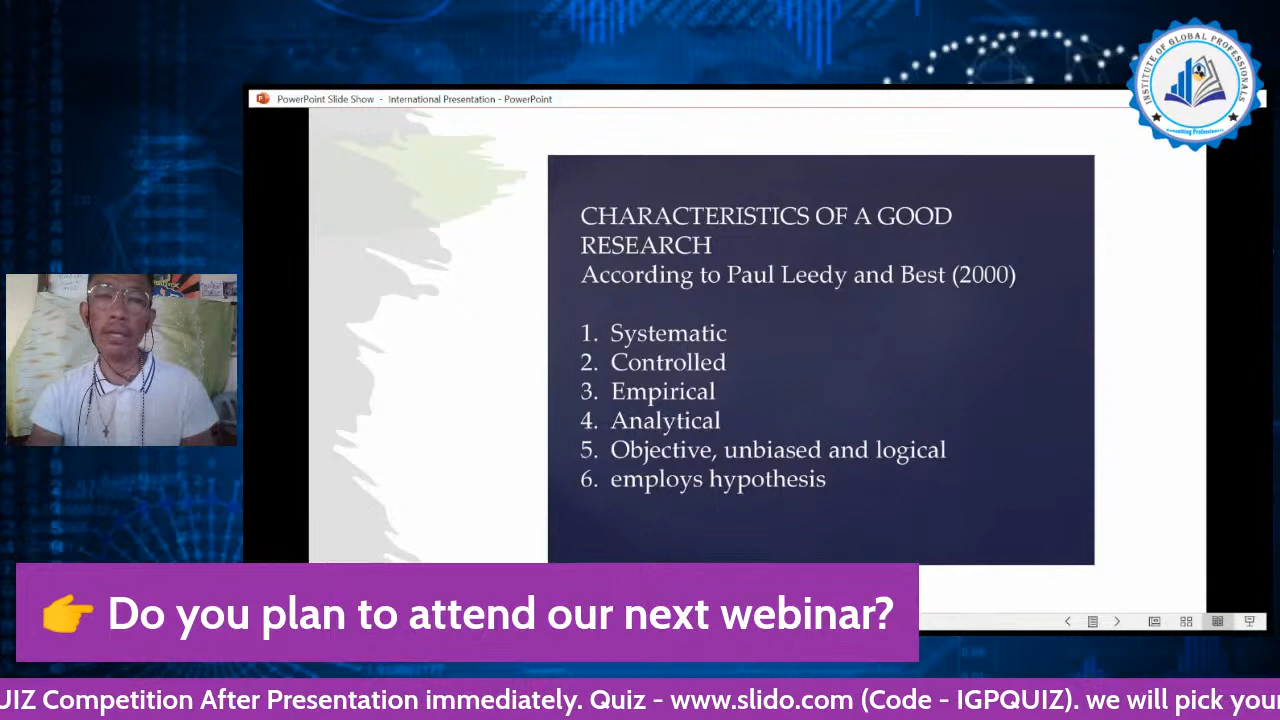 INSTITUTE OF GLOBAL PROFESSIONALS
Consulting Professionals
PowerPoint Slide Show - International Presentation - PowerPoint
CHARACTERISTICS OF A GOOD
RESEARCH
According to Paul Leedy and Best (2000)
1. Systematic
2. Controlled
3. Empirical
4. Analytical
5. Objective, unbiased and logical
6. employs hypothesis
👉 Do you plan to attend our next webinar?
UIZ Competition After Presentation immediately. Quiz - www.slido.com (Code - IGPQUIZ). we will pick you